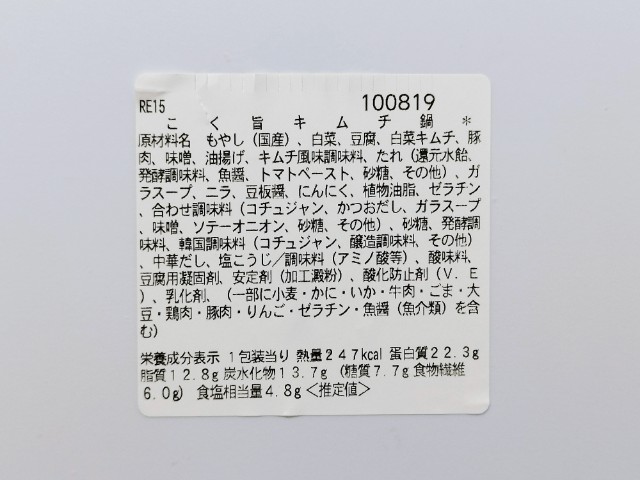 RE15 100819
こく旨キムチ鍋*
原材料名 もやし(国産)、白菜、豆腐、白菜キムチ、豚
肉、味噌、油揚げ、キムチ風味調味料、たれ(還元水飴、
発酵調味料、魚醤、トマトペースト、砂糖、その他)、ガ
ラスープ、ニラ、豆板醤、にんにく、植物油脂、ゼラチン
、合わせ調味料(コチュジャン、かつおだし、ガラスープ
、味噌、ソテーオニオン、砂糖、その他)、砂糖、発酵調
味料、韓国調味料(コチュジャン、醸造調味料、その他)
、中華だし、塩こうじ/調味料(アミノ酸等)、酸味料、
豆腐用凝固剤、安定剤(加工澱粉)、酸化防止剤(V.E
)、乳化剤、(一部に小麦・かに・いか・牛肉・ごま・大
豆・鶏肉・豚肉・りんご・ゼラチン・魚醤(魚介類)を含
む)
栄養成分表示 1包装当り 熱量247kcal 蛋白質22.3g
脂質12.8g 炭水化物13.7g (糖質7.7g 食物繊維
6.0g) 食塩相当量4.8g<推定値>